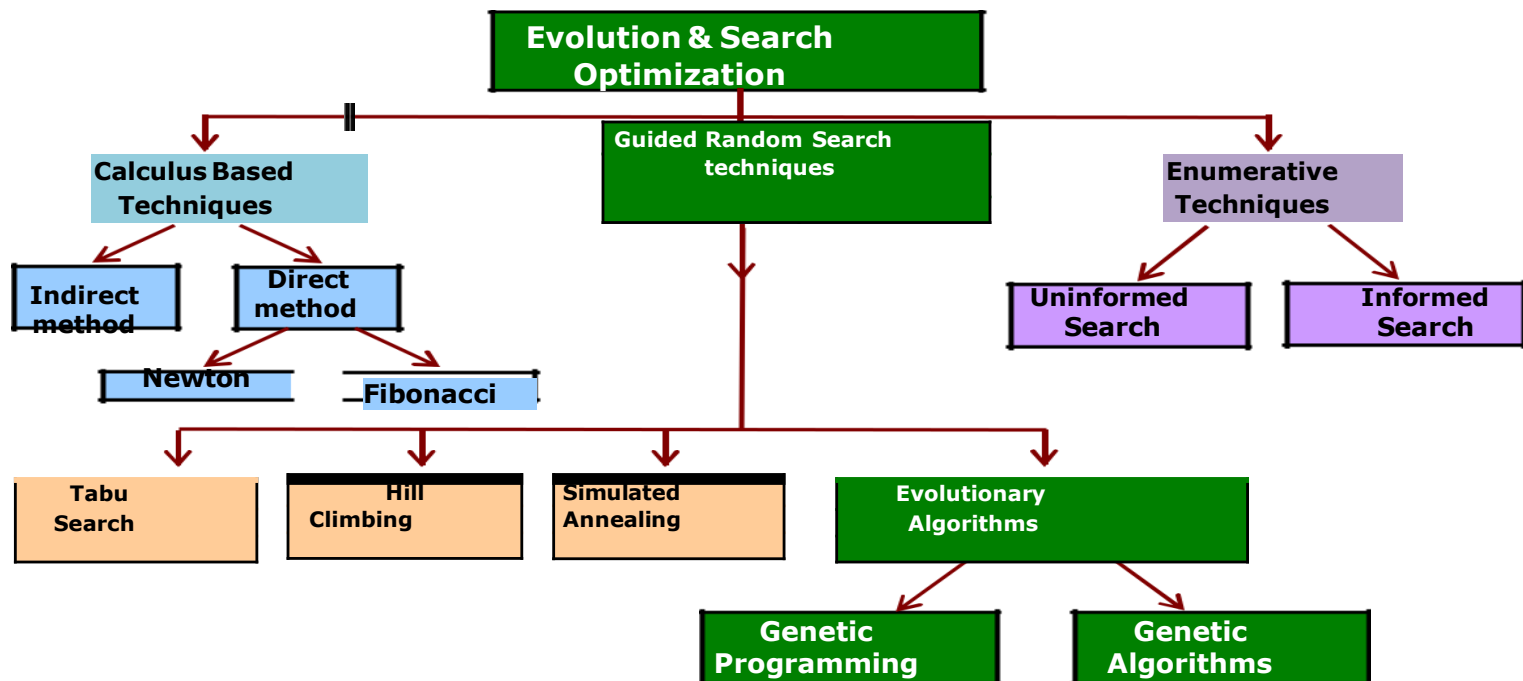 Evolution & Search
Optimization
Guided Random Search
techniques
Calculus Based
Techniques
Enumerative
Techniques
Indirect
method
Direct
method
Uninformed
Search
Informed
Search
Newton
Fibonacci
Tabu
Search
Hill
Climbing
Simulated
Annealing
Evolutionary
Algorithms
Genetic
Programming
Genetic
Algorithms